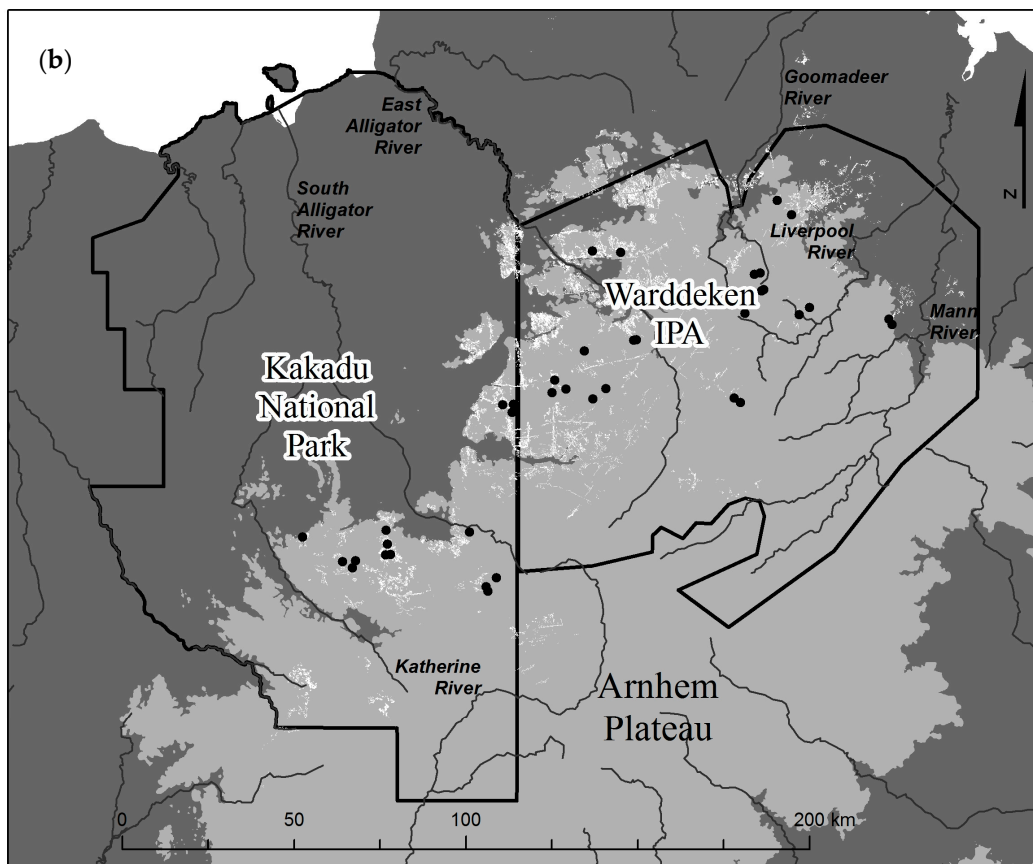 (b)
Goomadeer
River
East
Alligator
River
South
Alligator
River
N
Liverpool
River
Warddeken
IPA
Mann
River
Kakadu
National
Park
Katherine
River
Arnhem
Plateau
0 50 100 200 km